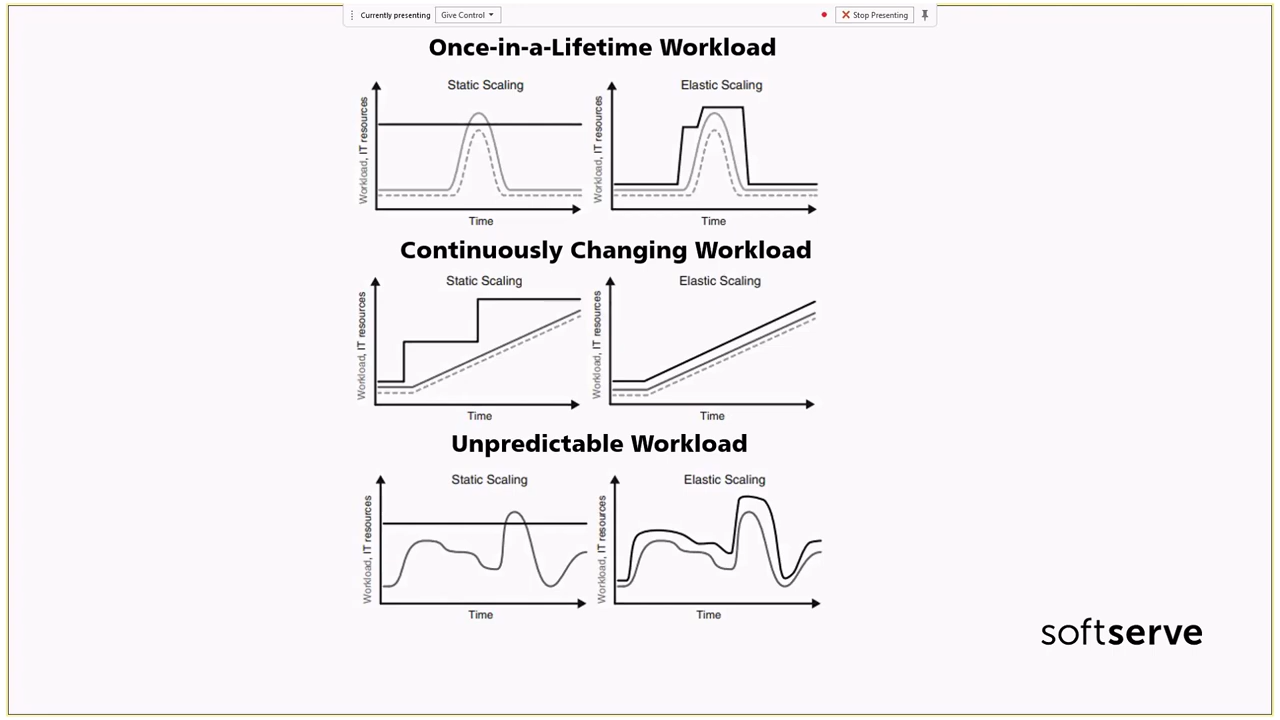 Currently presenting Give Control Stop Presenting
Once-in-a-Lifetime Workload
Static Scaling
Workload, IT resources
Time
Elastic Scaling
Workload, IT resources
Time
Continuously Changing Workload
Static Scaling
Workload, IT resources
Time
Elastic Scaling
Workload, IT resources
Time
Unpredictable Workload
Static Scaling
Workload, IT resources
Time
Elastic Scaling
Workload, IT resources
Time
softserve